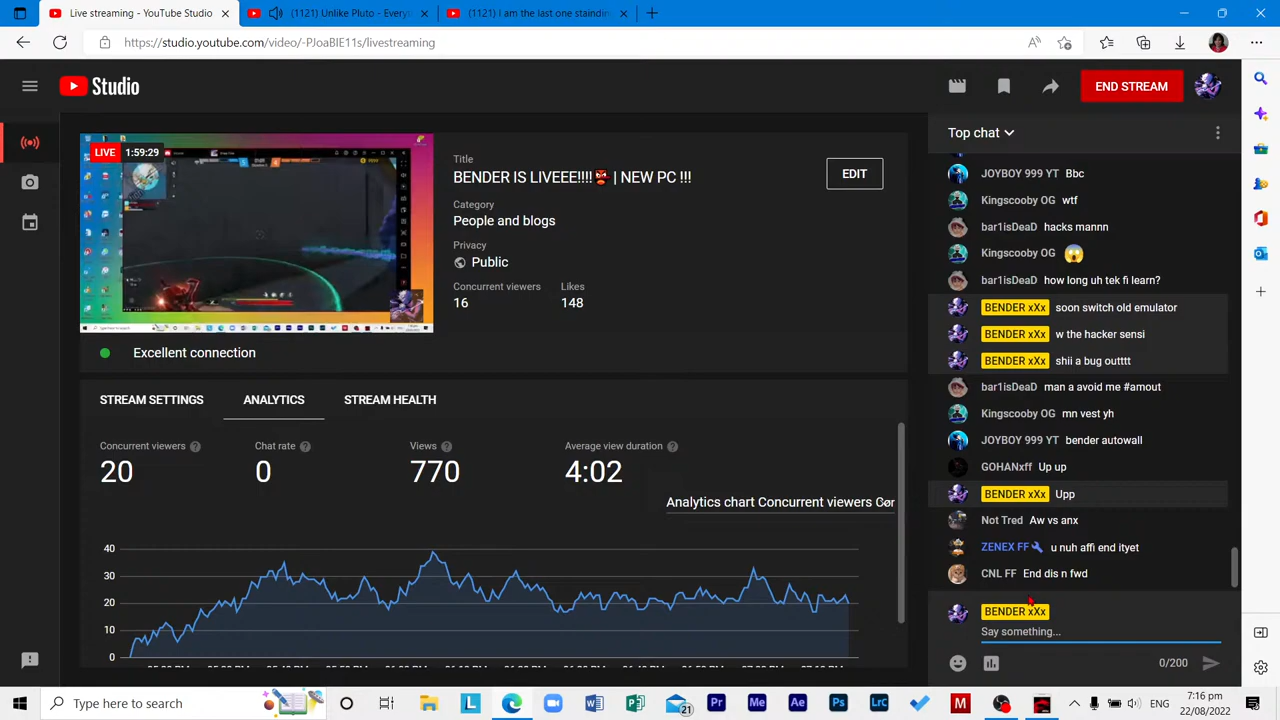 Live streaming - YouTube Studio
(1121) Unlike Pluto - Every
(1121) I am the last one stainding
https://studio.youtube.com/video/-PJoaBlE11s/livestreaming
Studio
END STREAM
LIVE 1:59:29
Title
BENDER IS LIVEEE!!!!👺 | NEW PC !!!
EDIT
Category
People and blogs
Privacy
Public
Concurrent viewers
Likes
16
148
Excellent connection
STREAM SETTINGS
ANALYTICS
STREAM HEALTH
Concurrent viewers
Chat rate
Views
Average view duration
20
0
770
4:02
Analytics chart Concurrent viewers
40
30
20
10
0
Top chat
JOYBOY 999 YT Bbc
Kingscooby OG wtf
bar1isDeaD hacks mannn
Kingscooby OG 😱
bar1isDeaD how long uh tek fi learn?
BENDER xXx soon switch old emulator
BENDER xXx w the hacker sensi
BENDER xXx shii a bug outttt
bar1isDeaD man a avoid me #amout
Kingscooby OG mn vest yh
JOYBOY 999 YT bender autowall
GOHANxff Up up
BENDER xXx Upp
Not Tred Aw vs anx
ZENEX FF u nuh affi end ityet
CNL FF End dis n fwd
BENDER xXx
Say something...
0/200
Type here to search
21
Pr
Me
Ae
Ps
LrC
ENG
7:16 pm
22/08/2022